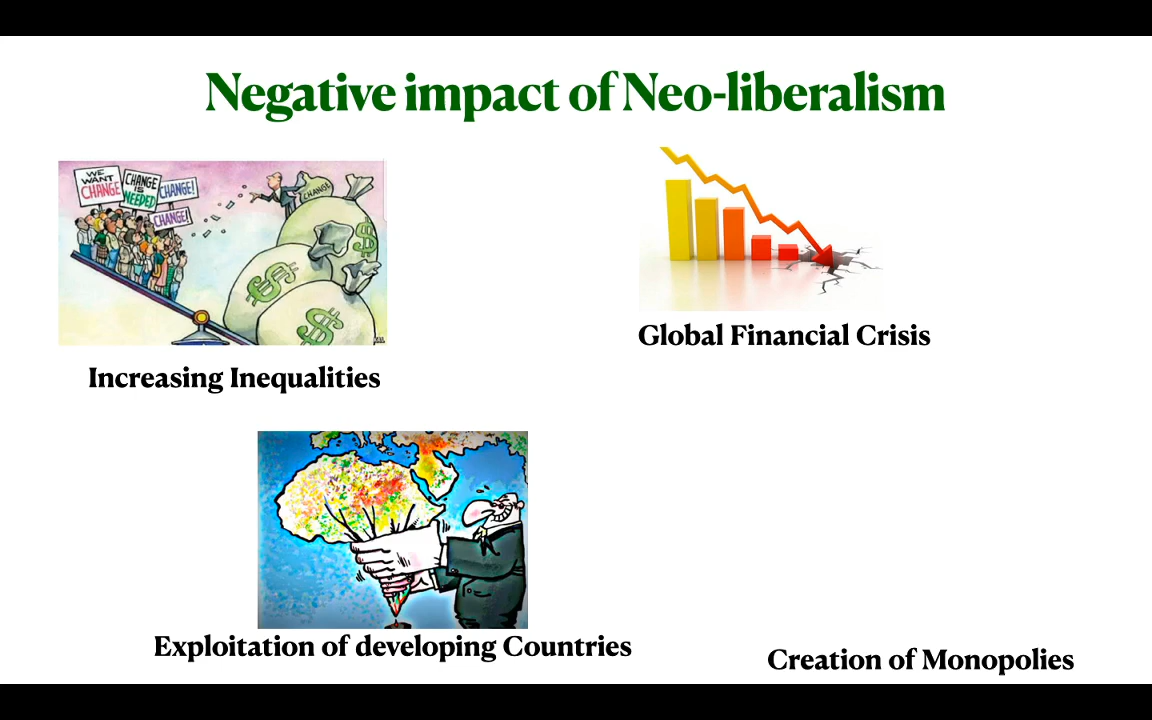 Negative impact of Neo-liberalism
WE
WANT
CHANGE
CHANGE
IS
NEEDED
CHANGE!
CHANGE!
CHANGE
$
$
$
Increasing Inequalities
Global Financial Crisis
Exploitation of developing Countries
Creation of Monopolies